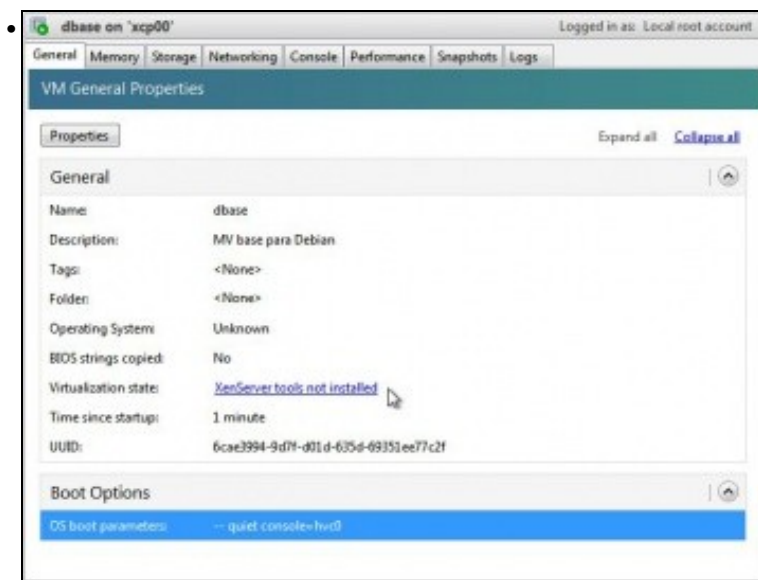 dbase on 'xcp00' Logged in as: Local root account
General Memory Storage Networking Console Performance Snapshots Logs
VM General Properties
Properties Expand all Collapse all
General
Name: dbase
Description: MV base para Debian
Tags: <None>
Folder: <None>
Operating System: Unknown
BIOS strings copied: No
Virtualization state: XenServer tools not installed
Time since startup: 1 minute
UUID: 6cae3994-9d7f-d01d-635d-69351ee77c2f
Boot Options
OS boot parameters: -- quiet console=hvc0